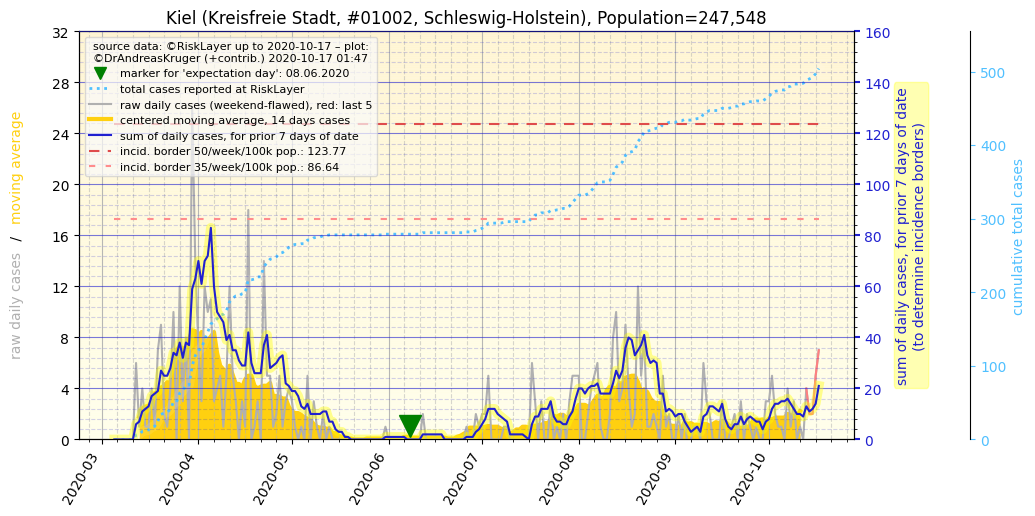 Kiel (Kreisfreie Stadt, #01002, Schleswig-Holstein), Population=247,548
source data: ©RiskLayer up to 2020-10-17 – plot:
©DrAndreasKruger (+contrib.) 2020-10-17 01:47
marker for 'expectation day': 08.06.2020
total cases reported at RiskLayer
raw daily cases (weekend-flawed), red: last 5
centered moving average, 14 days cases
sum of daily cases, for prior 7 days of date
incid. border 50/week/100k pop.: 123.77
incid. border 35/week/100k pop.: 86.64
raw daily cases / moving average
32
28
24
20
16
12
8
4
0
2020-03
2020-04
2020-05
2020-06
2020-07
2020-08
2020-09
2020-10
160
140
120
100
80
60
40
20
0
sum of daily cases, for prior 7 days of date
(to determine incidence borders)
500
400
300
200
100
0
cumulative total cases